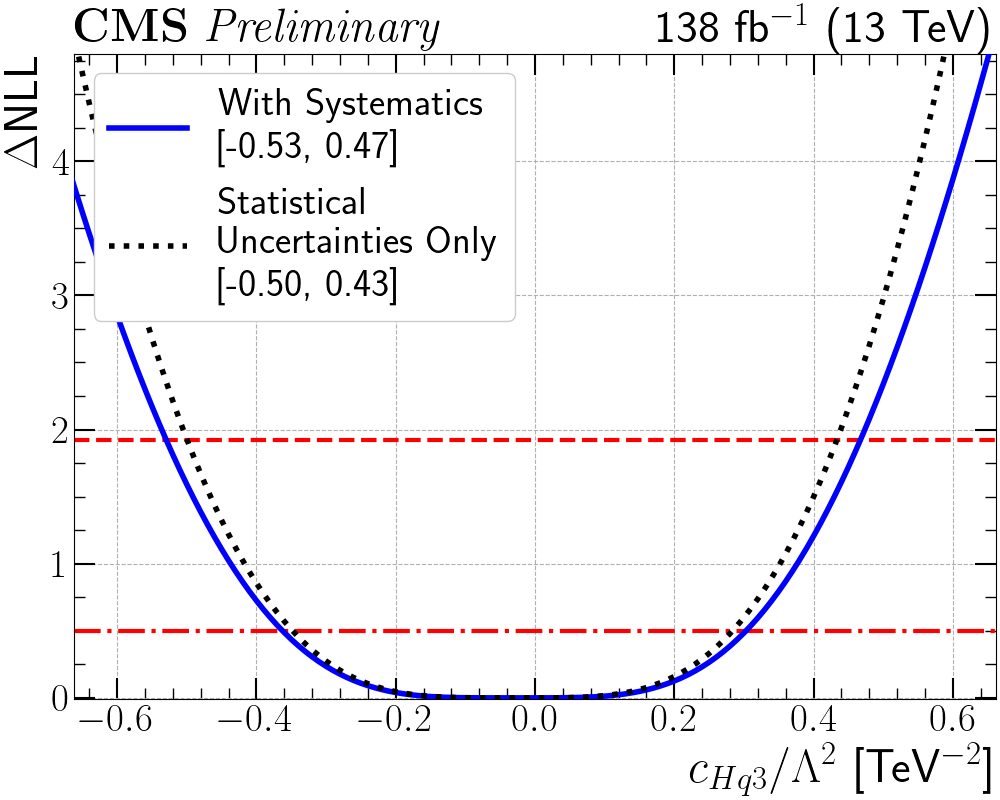 CMS Preliminary
138 fb⁻¹ (13 TeV)
ΔNLL
With Systematics
[-0.53, 0.47]
Statistical
Uncertainties Only
[-0.50, 0.43]
4
3
2
1
0
−0.6 −0.4 −0.2 0.0 0.2 0.4 0.6
c_{Hq3}/Λ² [TeV⁻²]